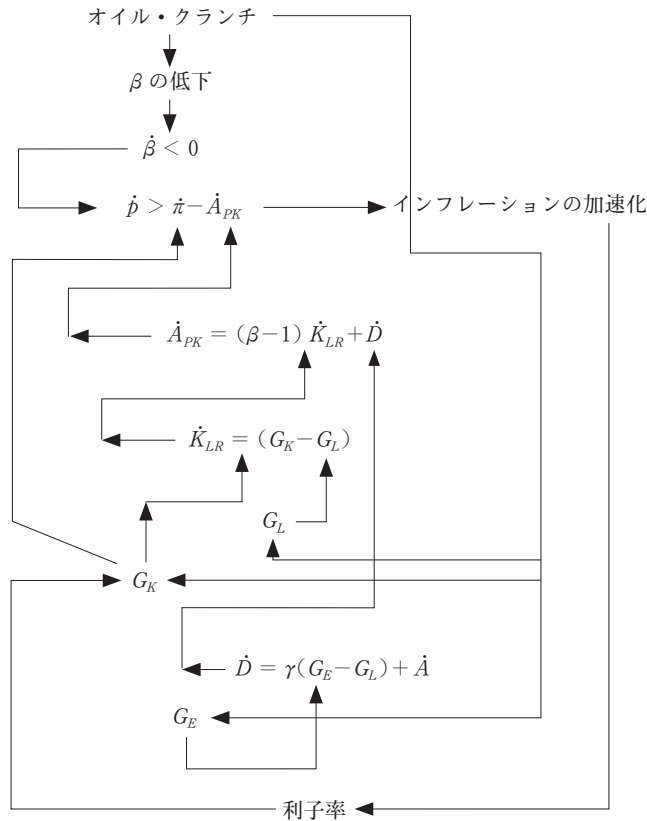 オイル・クランチ
βの低下
β̇ < 0
ṗ > π̇−Ȧ_PK
インフレーションの加速化
Ȧ_PK = (β−1) K̇_LR+Ḋ
K̇_LR = (G_K−G_L)
G_L
G_K
Ḋ = γ(G_E−G_L)+Ȧ
G_E
利子率